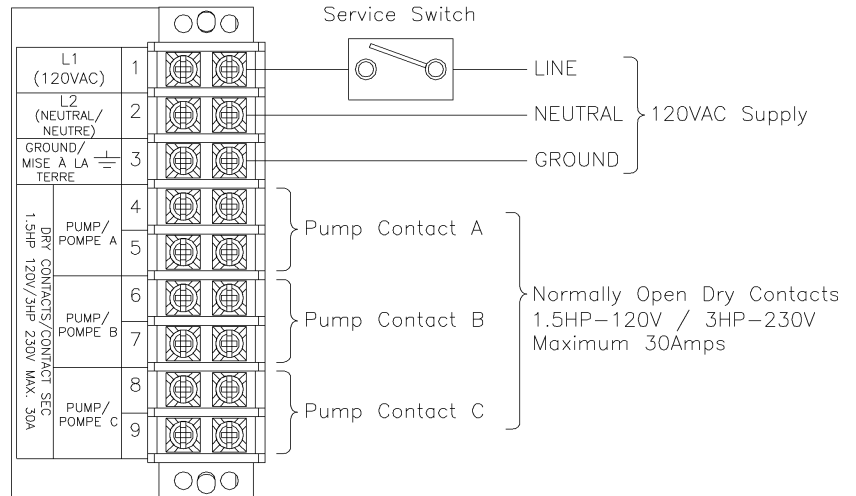 Service Switch
L1
(120VAC)
1
LINE
L2
(NEUTRAL/
NEUTRE)
2
NEUTRAL
120VAC Supply
GROUND/
MISE À LA
TERRE
3
GROUND
DRY CONTACTS/CONTACT SEC
1.5HP 120V/3HP 230V MAX. 30A
PUMP/
POMPE A
4
5
Pump Contact A
PUMP/
POMPE B
6
7
Pump Contact B
PUMP/
POMPE C
8
9
Pump Contact C
Normally Open Dry Contacts
1.5HP-120V / 3HP-230V
Maximum 30Amps